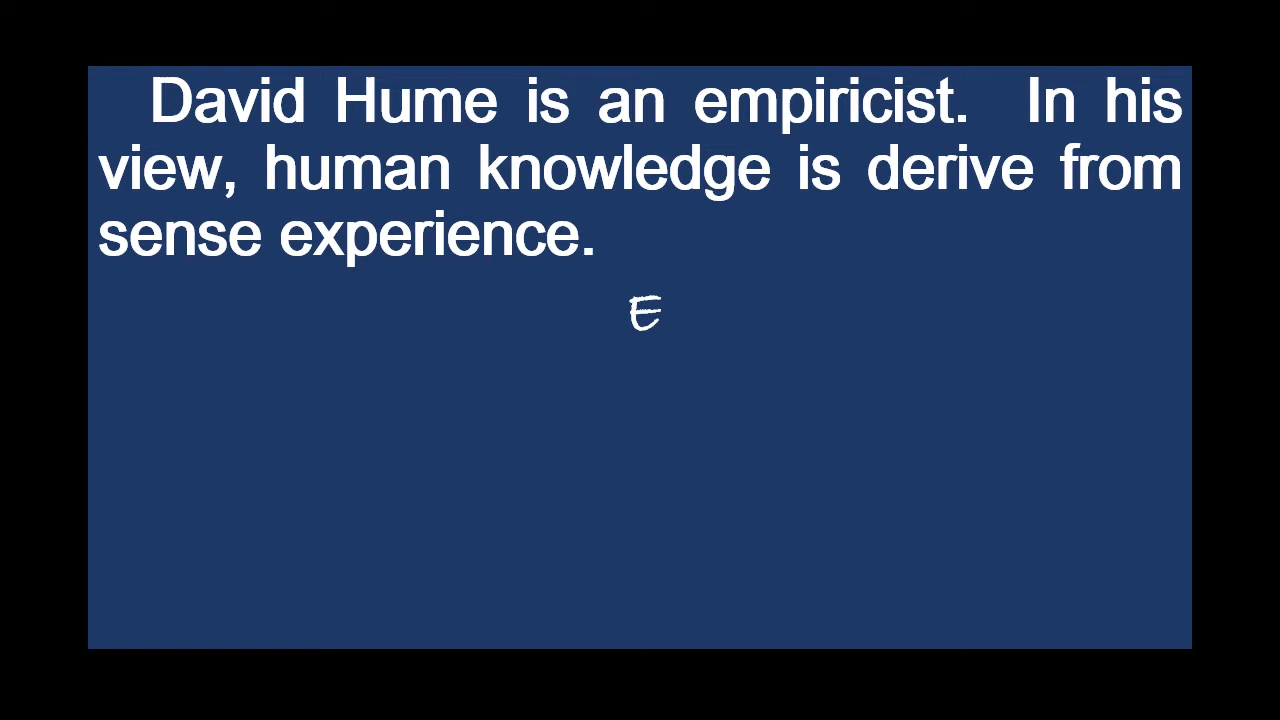 David Hume is an empiricist. In his
view, human knowledge is derive from
sense experience.
E